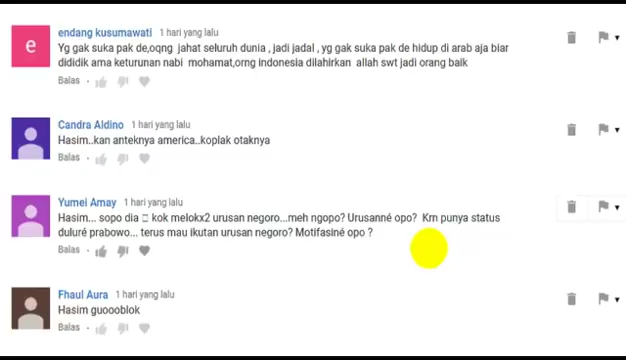 endang kusumawati 1 hari yang lalu
Yg gak suka pak de,oqng jahat seluruh dunia , jadi jadal , yg gak suka pak de hidup di arab aja biar
dididik ama keturunan nabi mohamat,orng indonesia dilahirkan allah swt jadi orang baik
Balas
e
Candra Aldino 1 hari yang lalu
Hasim..kan anteknya america..koplak otaknya
Balas
Yumei Amay 1 hari yang lalu
Hasim... sopo dia kok melokx2 urusan negoro...meh ngopo? Urusanné opo? Krn punya status
duluré prabowo... terus mau ikutan urusan negoro? Motifasiné opo ?
Balas
Fhaul Aura 1 hari yang lalu
Hasim guoooblok
Balas